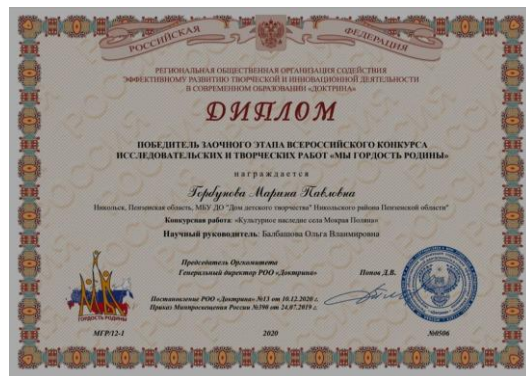 РОССИЙСКАЯ ФЕДЕРАЦИЯ
РЕГИОНАЛЬНАЯ ОБЩЕСТВЕННАЯ ОРГАНИЗАЦИЯ СОДЕЙСТВИЯ
ЭФФЕКТИВНОМУ РАЗВИТИЮ ТВОРЧЕСКОЙ И ИННОВАЦИОННОЙ ДЕЯТЕЛЬНОСТИ
В СОВРЕМЕННОМ ОБРАЗОВАНИИ «ДОКТРИНА»
ДИПЛОМ
ПОБЕДИТЕЛЬ ЗАОЧНОГО ЭТАПА ВСЕРОССИЙСКОГО КОНКУРСА
ИССЛЕДОВАТЕЛЬСКИХ И ТВОРЧЕСКИХ РАБОТ «МЫ ГОРДОСТЬ РОДИНЫ»
награждается
Горбунова Марина Павловна
Никольск, Пензенская область, МБУ ДО "Дом детского творчества" Никольского района Пензенской области"
Конкурсная работа: «Культурное наследие села Мокрая Поляна»
Научный руководитель: Балбашова Ольга Владимировна
Председатель Оргкомитета
Генеральный директор РОО «Доктрина» Попов Д.В.
Постановление РОО «Доктрина» №13 от 10.12.2020 г.
Приказ Минпросвещения России №390 от 24.07.2019 г.
ГОРДОСТЬ РОДИНЫ
МГР/12-1 2020 №0506